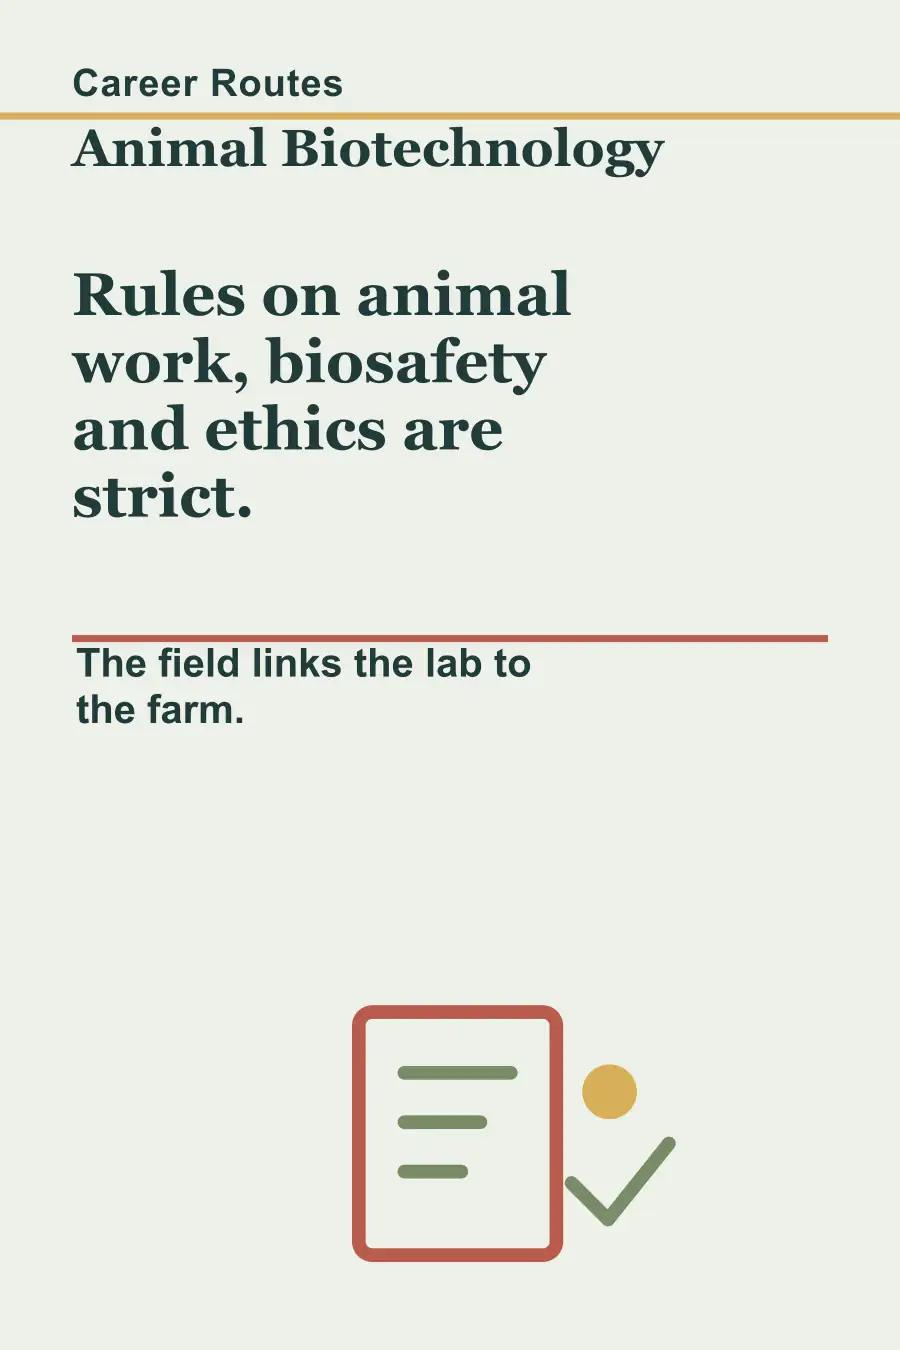 Career Routes
Animal Biotechnology
Rules on animal
work, biosafety
and ethics are
strict.
The field links the lab to
the farm.